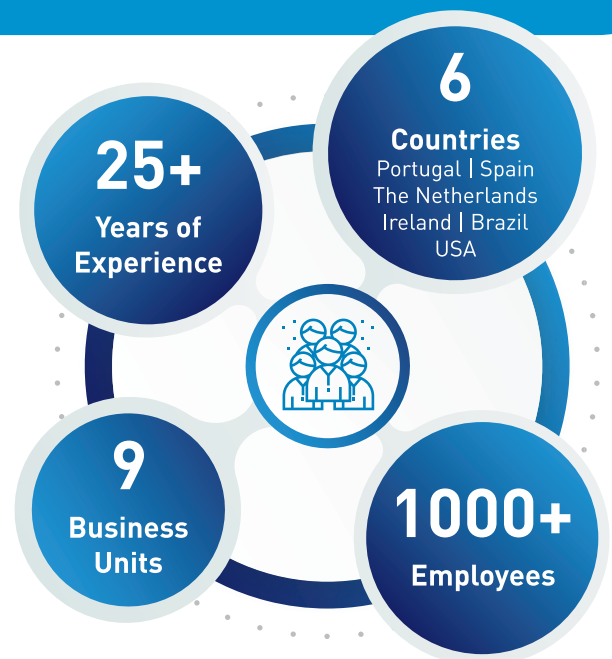 25+
Years of
Experience
6
Countries
Portugal | Spain
The Netherlands
Ireland | Brazil
USA
9
Business
Units
1000+
Employees